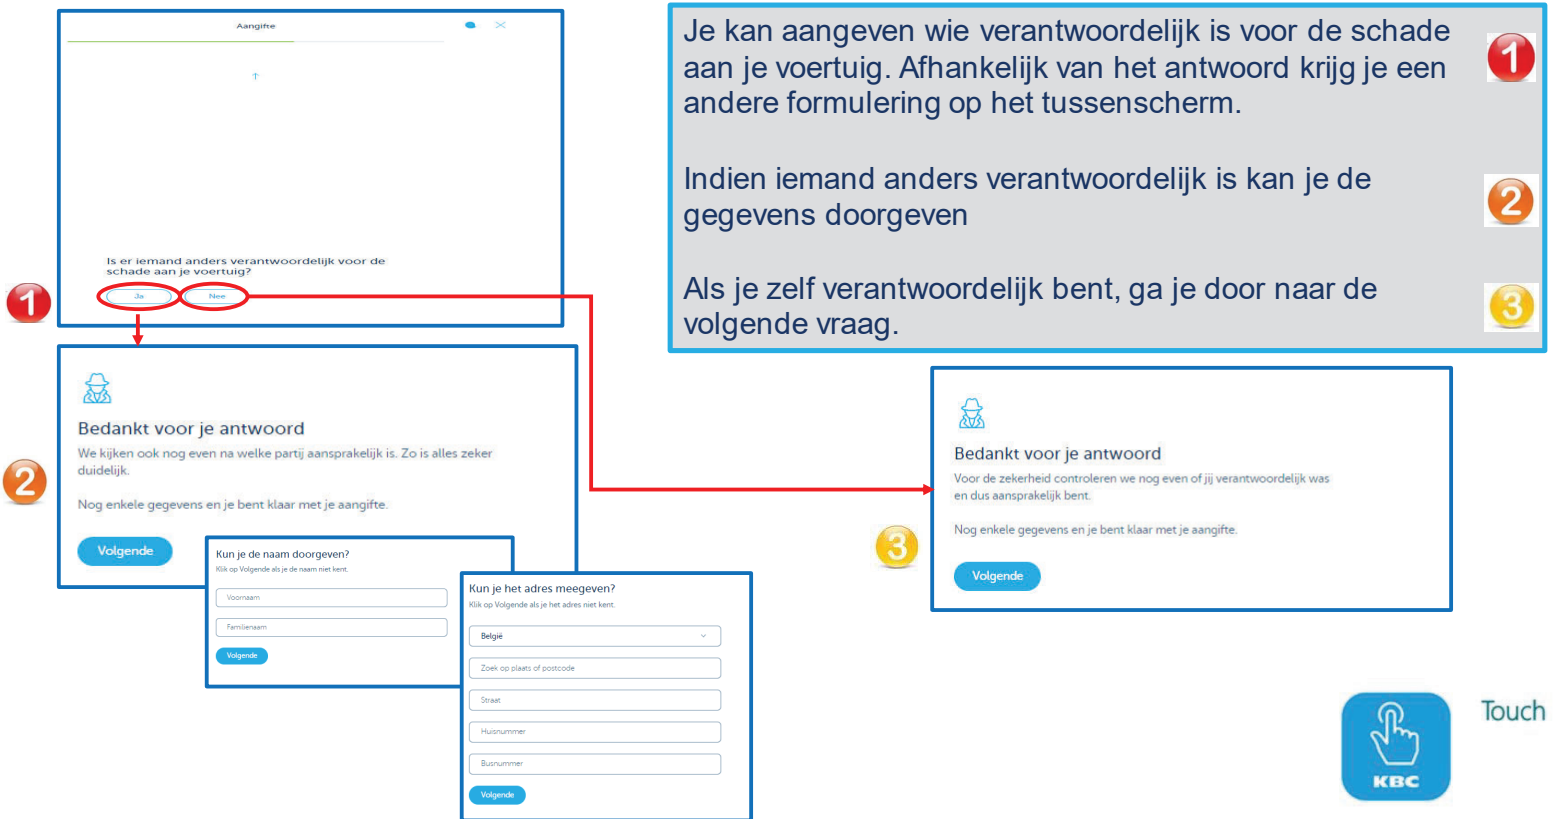 Aangifte
Is er iemand anders verantwoordelijk voor de
schade aan je voertuig?
Ja
Nee
1
Je kan aangeven wie verantwoordelijk is voor de schade
aan je voertuig. Afhankelijk van het antwoord krijg je een
andere formulering op het tussenscherm.
1
Indien iemand anders verantwoordelijk is kan je de
gegevens doorgeven
2
Als je zelf verantwoordelijk bent, ga je door naar de
volgende vraag.
3
2
Bedankt voor je antwoord
We kijken ook nog even na welke partij aansprakelijk is. Zo is alles zeker
duidelijk.
Nog enkele gegevens en je bent klaar met je aangifte.
Volgende
Kun je de naam doorgeven?
Klik op Volgende als je de naam niet kent.
Voornaam
Familienaam
Volgende
Kun je het adres meegeven?
Klik op Volgende als je het adres niet kent.
België
Zoek op plaats of postcode
Straat
Huisnummer
Busnummer
Volgende
3
Bedankt voor je antwoord
Voor de zekerheid controleren we nog even of jij verantwoordelijk was
en dus aansprakelijk bent.
Nog enkele gegevens en je bent klaar met je aangifte.
Volgende
KBC
Touch